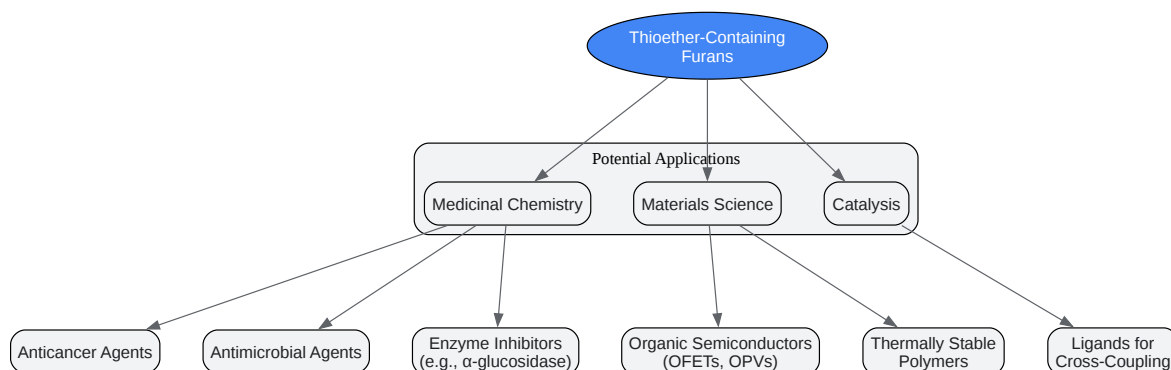 Thioether-Containing
Furans
Potential Applications
Medicinal Chemistry
Materials Science
Catalysis
Anticancer Agents
Antimicrobial Agents
Enzyme Inhibitors
(e.g., α-glucosidase)
Organic Semiconductors
(OFETs, OPVs)
Thermally Stable
Polymers
Ligands for
Cross-Coupling